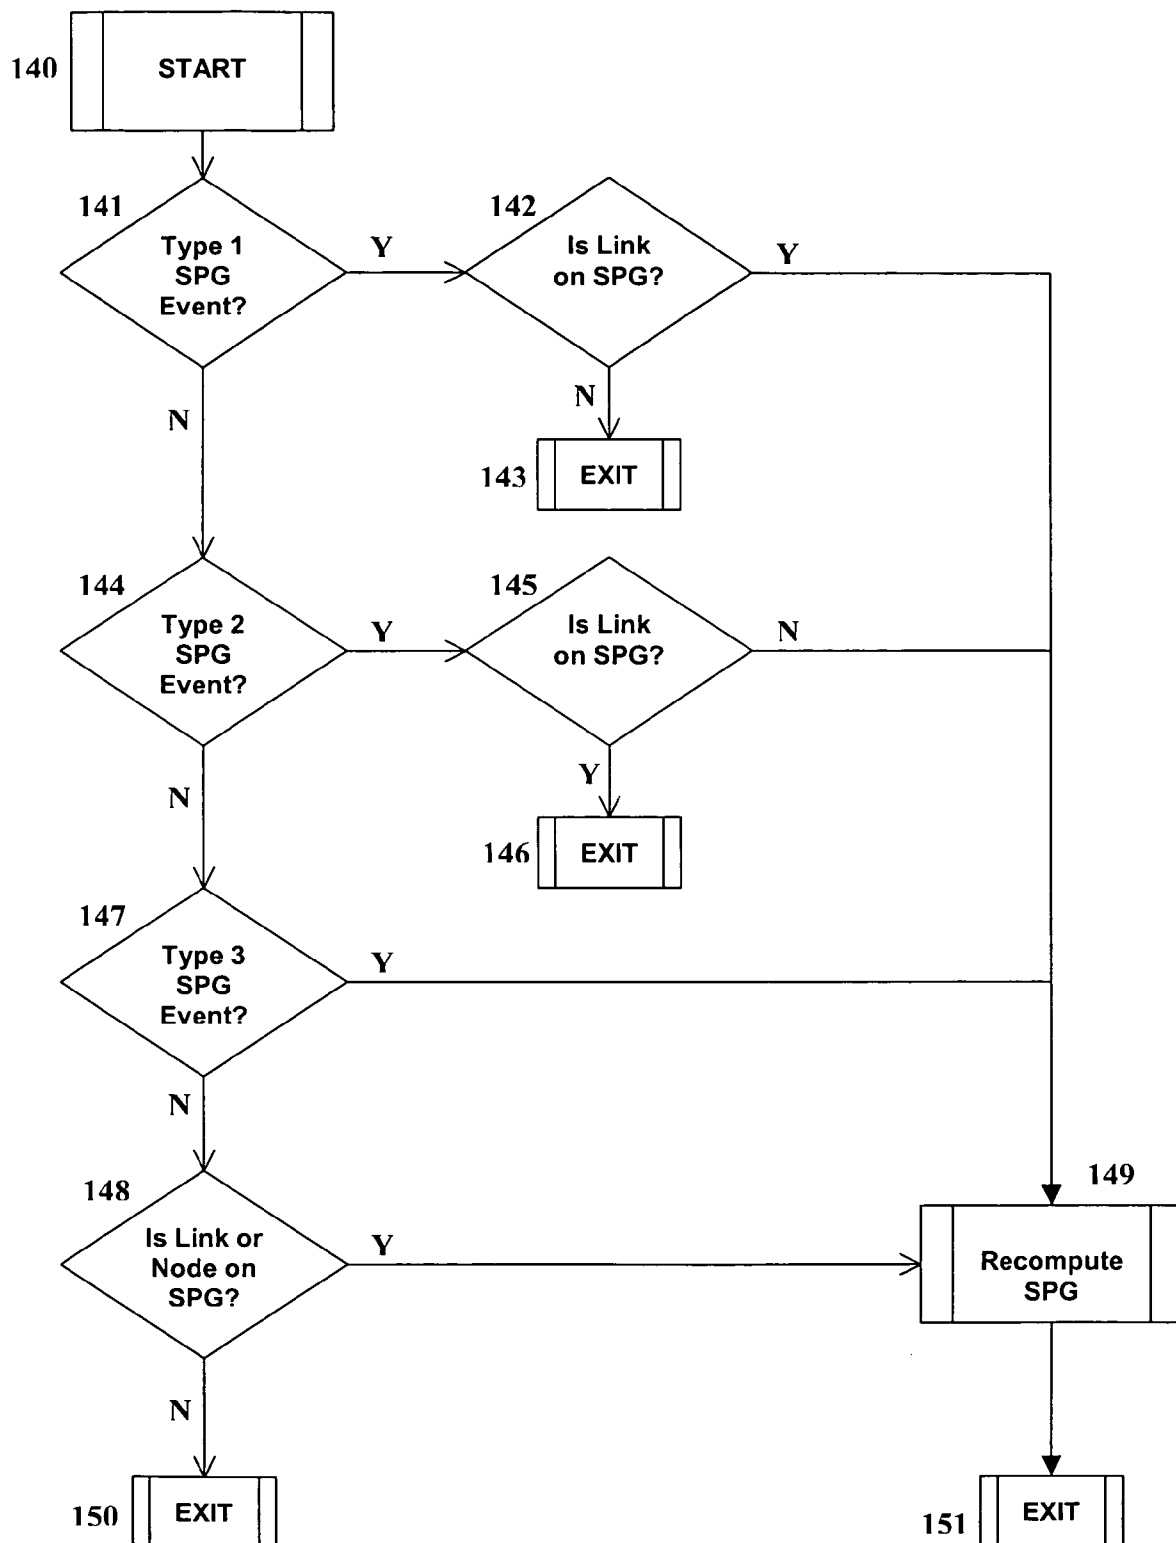 140
START
141
Type 1
SPG
Event?
Y
142
Is Link
on SPG?
Y
N
N
143
EXIT
144
Type 2
SPG
Event?
Y
145
Is Link
on SPG?
N
N
Y
146
EXIT
147
Type 3
SPG
Event?
Y
N
148
Is Link or
Node on
SPG?
Y
149
Recompute
SPG
N
150
EXIT
151
EXIT